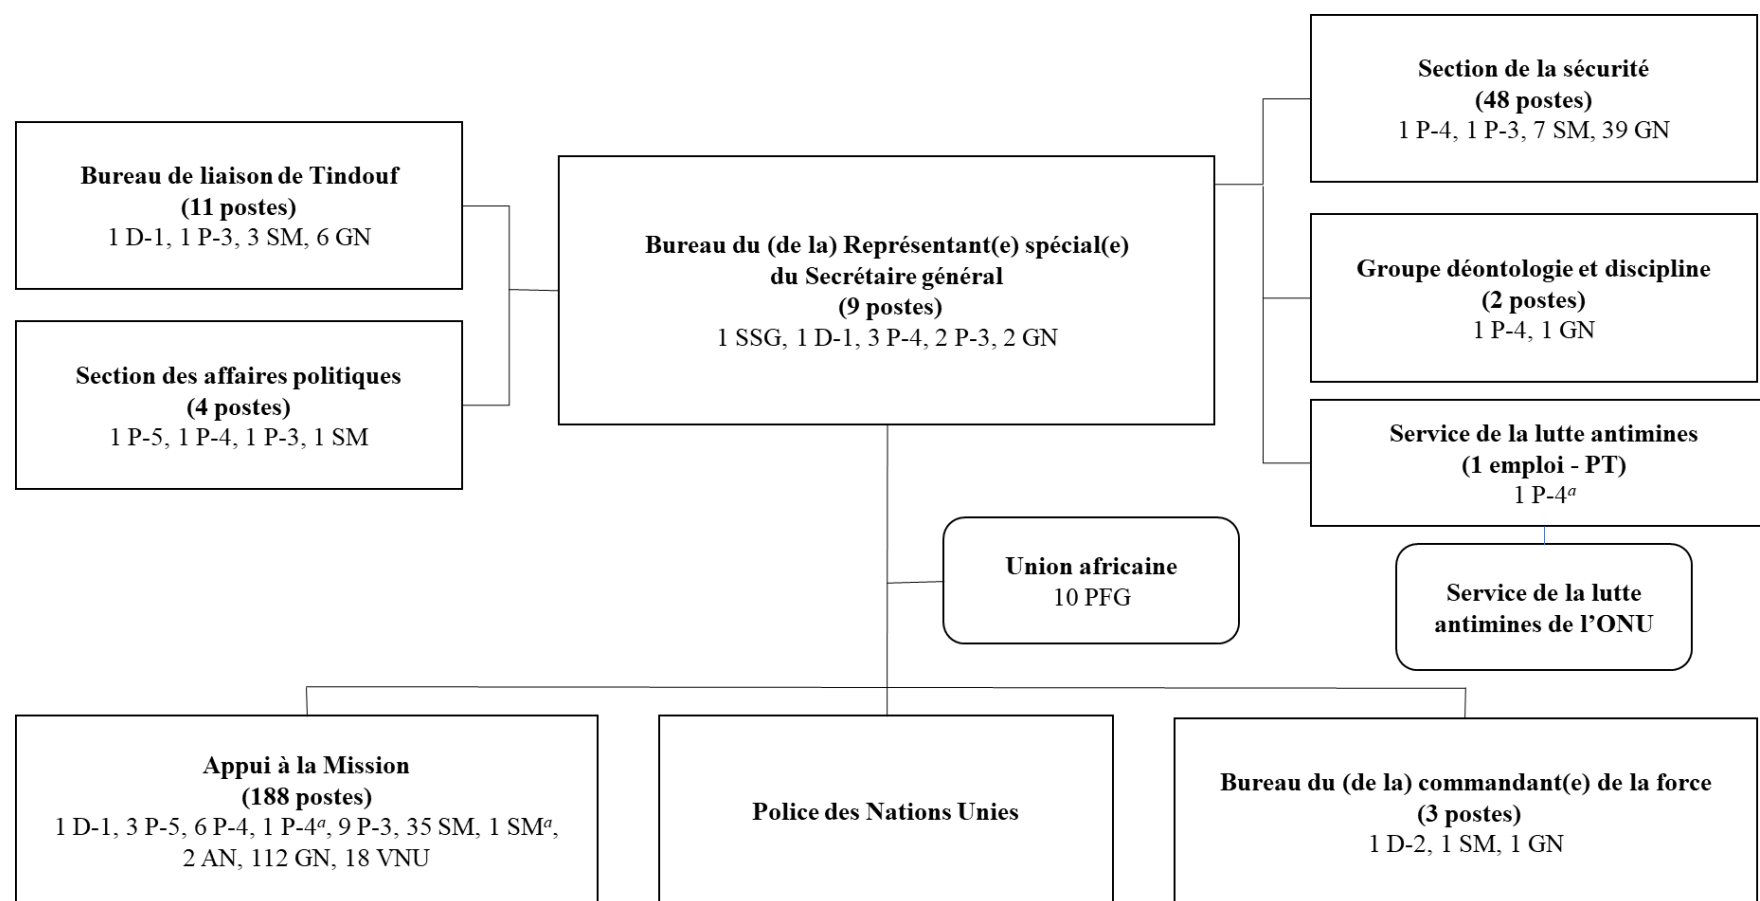 Section de la sécurité
(48 postes)
1 P-4, 1 P-3, 7 SM, 39 GN
Bureau de liaison de Tindouf
(11 postes)
1 D-1, 1 P-3, 3 SM, 6 GN
Bureau du (de la) Représentant(e) spécial(e)
du Secrétaire général
(9 postes)
1 SSG, 1 D-1, 3 P-4, 2 P-3, 2 GN
Groupe déontologie et discipline
(2 postes)
1 P-4, 1 GN
Section des affaires politiques
(4 postes)
1 P-5, 1 P-4, 1 P-3, 1 SM
Service de la lutte antimines
(1 emploi - PT)
1 P-4a
Union africaine
10 PFG
Service de la lutte
antimines de l’ONU
Appui à la Mission
(188 postes)
1 D-1, 3 P-5, 6 P-4, 1 P-4a, 9 P-3, 35 SM, 1 SMa,
2 AN, 112 GN, 18 VNU
Police des Nations Unies
Bureau du (de la) commandant(e) de la force
(3 postes)
1 D-2, 1 SM, 1 GN